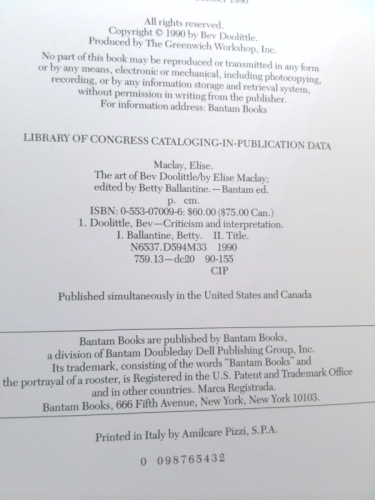 1990
All rights reserved.
Copyright © 1990 by Bev Doolittle.
Produced by The Greenwich Workshop, Inc.
No part of this book may be reproduced or transmitted in any form
or by any means, electronic or mechanical, including photocopying,
recording, or by any information storage and retrieval system,
without permission in writing from the publisher.
For information address: Bantam Books
LIBRARY OF CONGRESS CATALOGING-IN-PUBLICATION DATA
Maclay, Elise.
The art of Bev Doolittle/by Elise Maclay;
edited by Betty Ballantine.—Bantam ed.
p. cm.
ISBN: 0-553-07009-6: $60.00 ($75.00 Can.)
1. Doolittle, Bev—Criticism and interpretation.
I. Ballantine, Betty. II. Title.
N6537.D594M33 1990
759.13—dc20 90-155
CIP
Published simultaneously in the United States and Canada
Bantam Books are published by Bantam Books,
a division of Bantam Doubleday Dell Publishing Group, Inc.
Its trademark, consisting of the words "Bantam Books" and
the portrayal of a rooster, is Registered in the U.S. Patent and Trademark Office
and in other countries. Marca Registrada.
Bantam Books, 666 Fifth Avenue, New York, New York 10103.
Printed in Italy by Amilcare Pizzi, S.P.A.
0 098765432